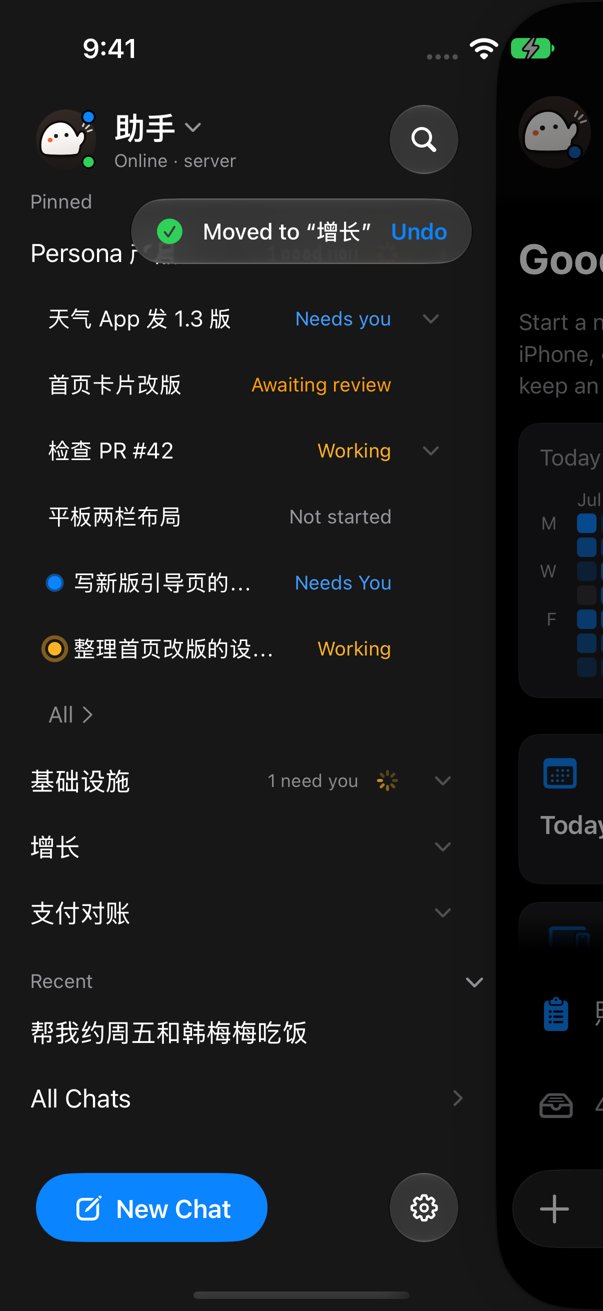 9:41
助手
Online · server
Pinned
Moved to “增长” Undo
Persona
天气 App 发 1.3 版 Needs you
首页卡片改版 Awaiting review
检查 PR #42 Working
平板两栏布局 Not started
写新版引导页的… Needs You
整理首页改版的设… Working
All
基础设施 1 need you
增长
支付对账
Recent
帮我约周五和韩梅梅吃饭
All Chats
New Chat
Good
Start a n
iPhone,
keep an
Today
Jul
M
W
F
Today